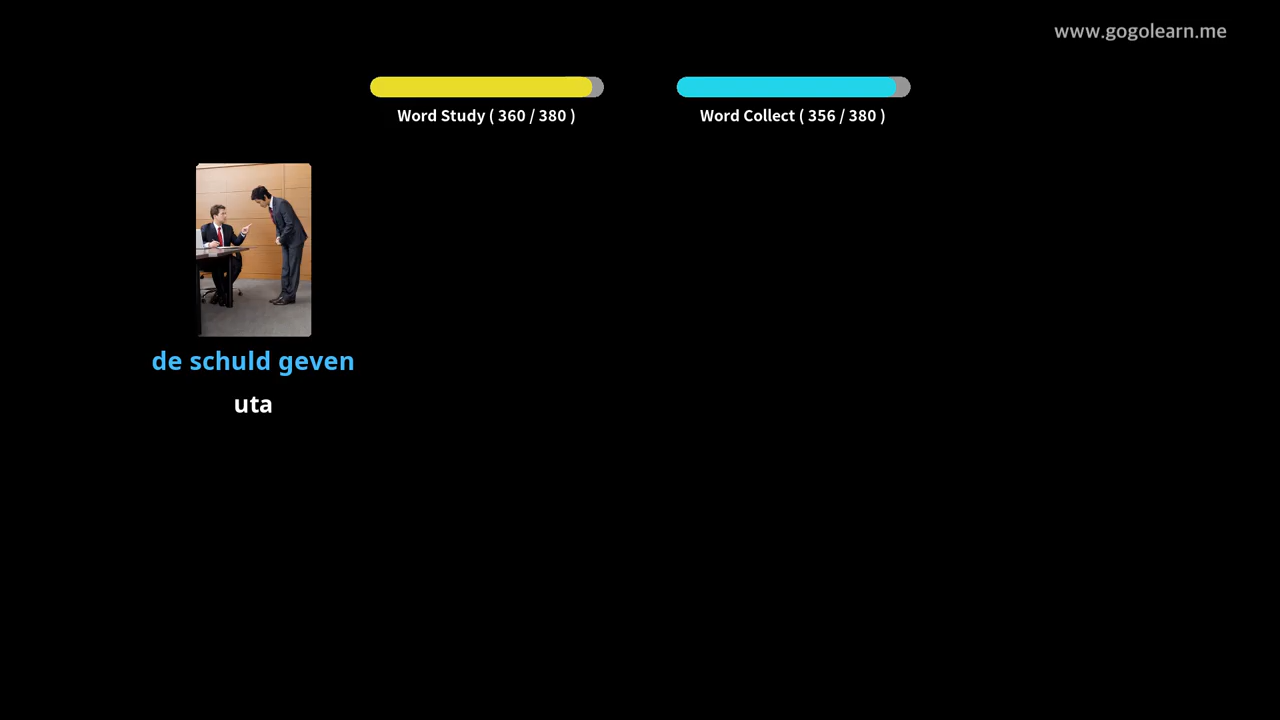 www.gogolearn.me
Word Study ( 360 / 380 )
Word Collect ( 356 / 380 )
de schuld geven
uta